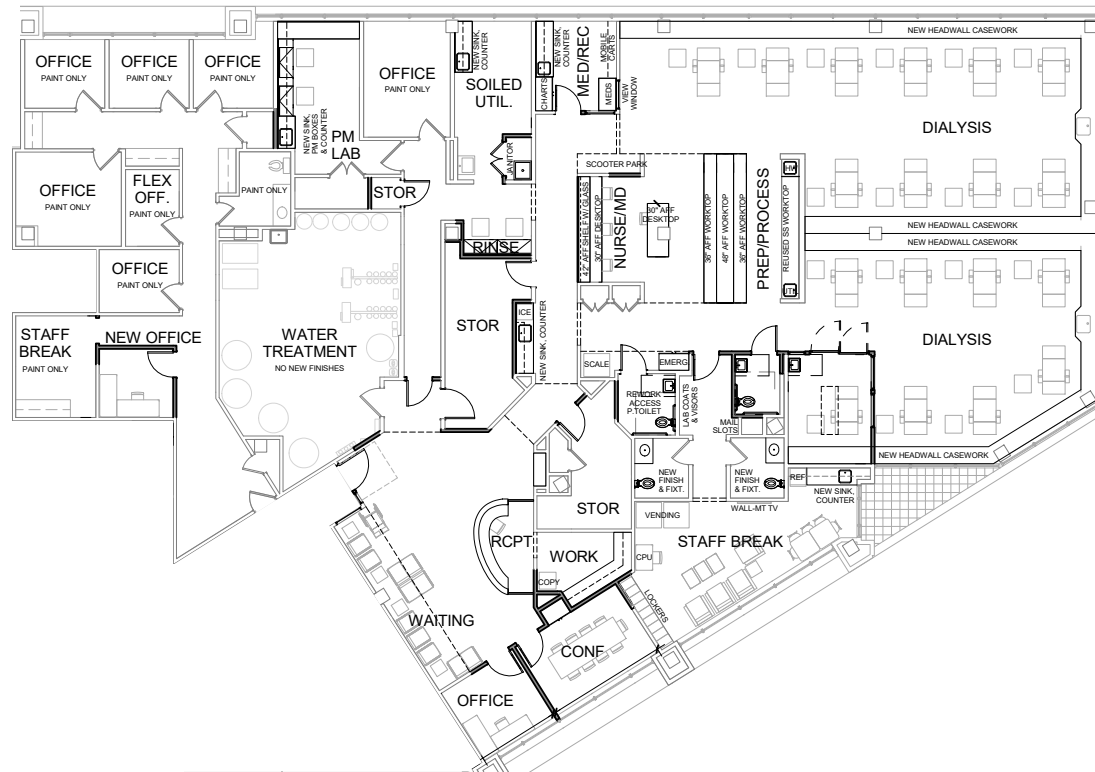 NEW HEADWALL CASEWORK
OFFICE
PAINT ONLY
OFFICE
PAINT ONLY
OFFICE
PAINT ONLY
NEW SINK,
PM BOXES
& COUNTER
PM
LAB
OFFICE
PAINT ONLY
NEW SINK,
COUNTER
SOILED
UTIL.
JANITOR
NEW SINK,
COUNTER
CHARTS
MED/REC
MOBILE
CARTS
MEDS
VIEW
WINDOW
DIALYSIS
OFFICE
PAINT ONLY
FLEX
OFF.
PAINT ONLY
PAINT ONLY
STOR
SCOOTER PARK
42" AFF SHELF W/ GLASS
30" AFF DESKTOP
NURSE/MD
30" AFF
DESKTOP
36" AFF WORKTOP
48" AFF WORKTOP
36" AFF WORKTOP
PREP/PROCESS
HW
REUSED SS WORKTOP
UTK
NEW HEADWALL CASEWORK
NEW HEADWALL CASEWORK
RINSE
OFFICE
PAINT ONLY
STAFF
BREAK
PAINT ONLY
NEW OFFICE
WATER
TREATMENT
NO NEW FINISHES
STOR
ICE
NEW SINK, COUNTER
DIALYSIS
SCALE
EMERG
REWORK
ACCESS
P.TOILET
LAB COATS
& VISORS
MAIL
SLOTS
NEW HEADWALL CASEWORK
NEW
FINISH
& FIXT.
NEW
FINISH
& FIXT.
REF
NEW SINK,
COUNTER
STOR
VENDING
WALL-MT TV
RCPT
WORK
COPY
CPU
STAFF BREAK
LOCKERS
WAITING
CONF
OFFICE